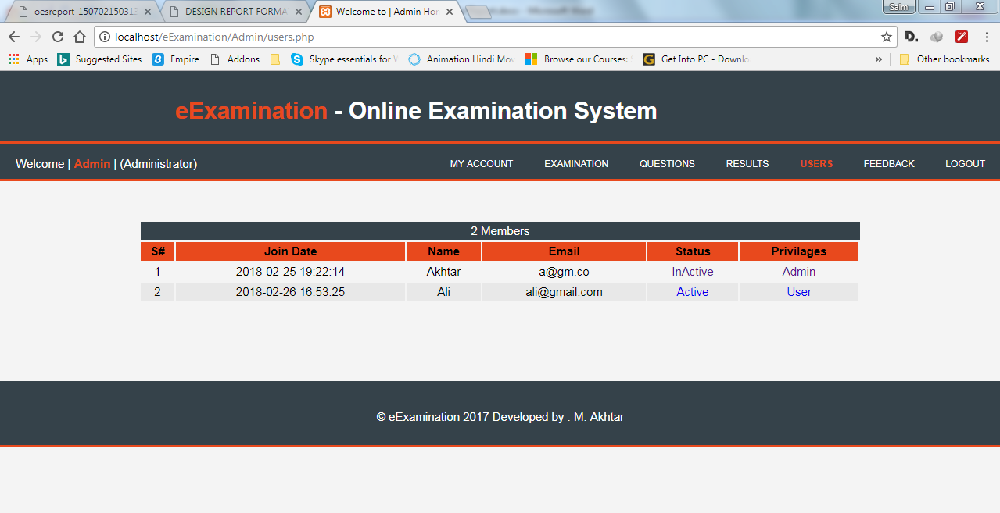 oesreport-150702150313 DESIGN REPORT FORMA Welcome to | Admin Hom Saim
localhost/eExamination/Admin/users.php D.
Apps Suggested Sites Empire Addons Skype essentials for Animation Hindi Mov Browse our Courses: Get Into PC - Downlo » Other bookmarks
eExamination - Online Examination System
Welcome | Admin | (Administrator) MY ACCOUNT EXAMINATION QUESTIONS RESULTS USERS FEEDBACK LOGOUT
2 Members
S# Join Date Name Email Status Privilages
1 2018-02-25 19:22:14 Akhtar a@gm.co InActive Admin
2 2018-02-26 16:53:25 Ali ali@gmail.com Active User
© eExamination 2017 Developed by : M. Akhtar